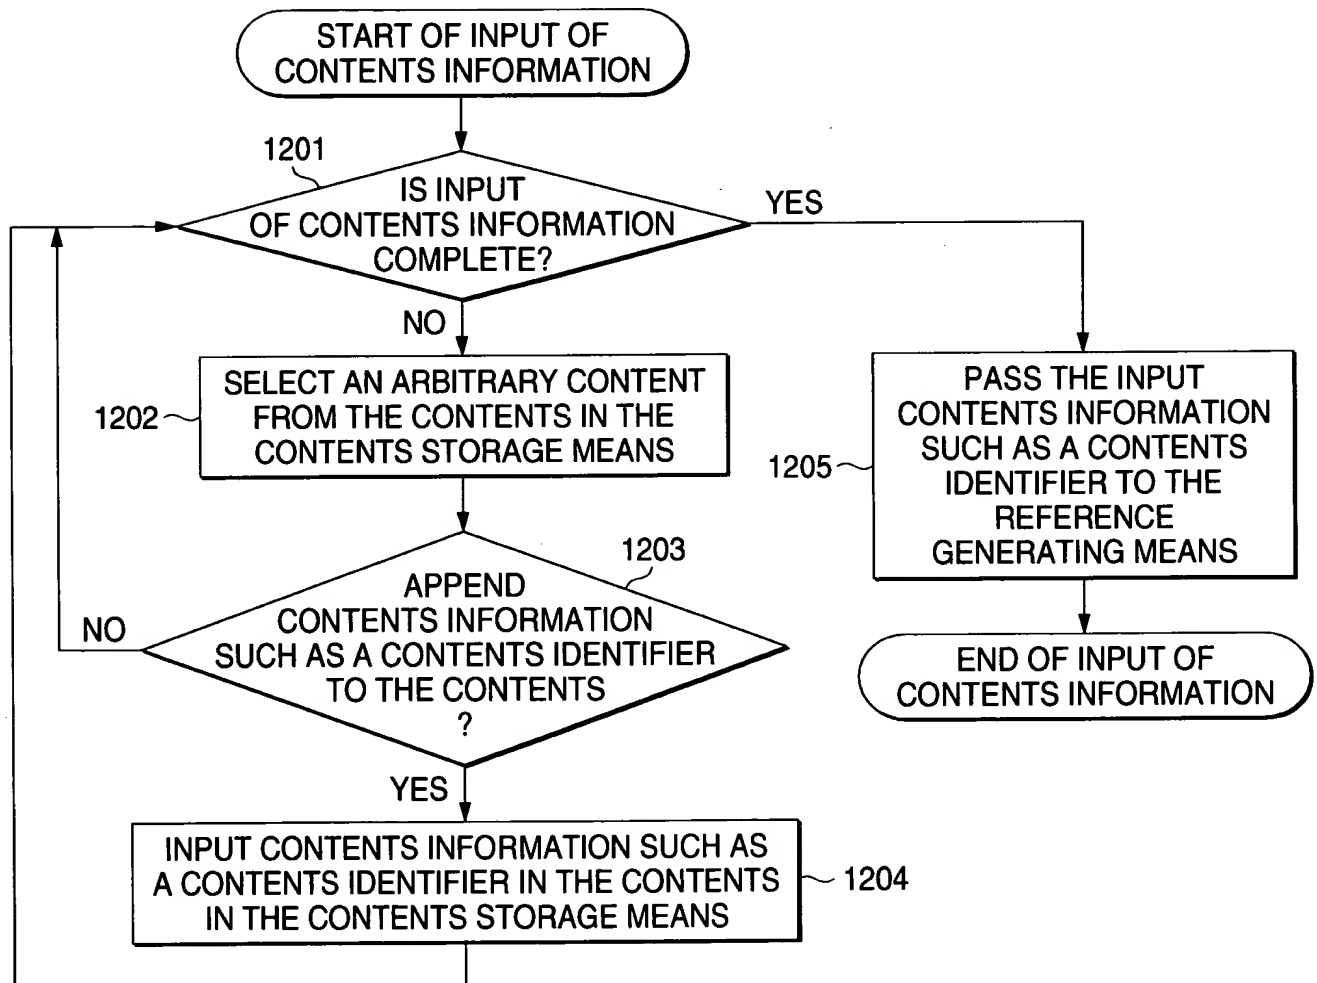 START OF INPUT OF
CONTENTS INFORMATION
1201
IS INPUT
OF CONTENTS INFORMATION
COMPLETE?
YES
NO
1202
SELECT AN ARBITRARY CONTENT
FROM THE CONTENTS IN THE
CONTENTS STORAGE MEANS
1203
APPEND
CONTENTS INFORMATION
SUCH AS A CONTENTS IDENTIFIER
TO THE CONTENTS
?
NO
YES
INPUT CONTENTS INFORMATION SUCH AS
A CONTENTS IDENTIFIER IN THE CONTENTS
IN THE CONTENTS STORAGE MEANS
1204
1205
PASS THE INPUT
CONTENTS INFORMATION
SUCH AS A CONTENTS
IDENTIFIER TO THE
REFERENCE
GENERATING MEANS
END OF INPUT OF
CONTENTS INFORMATION